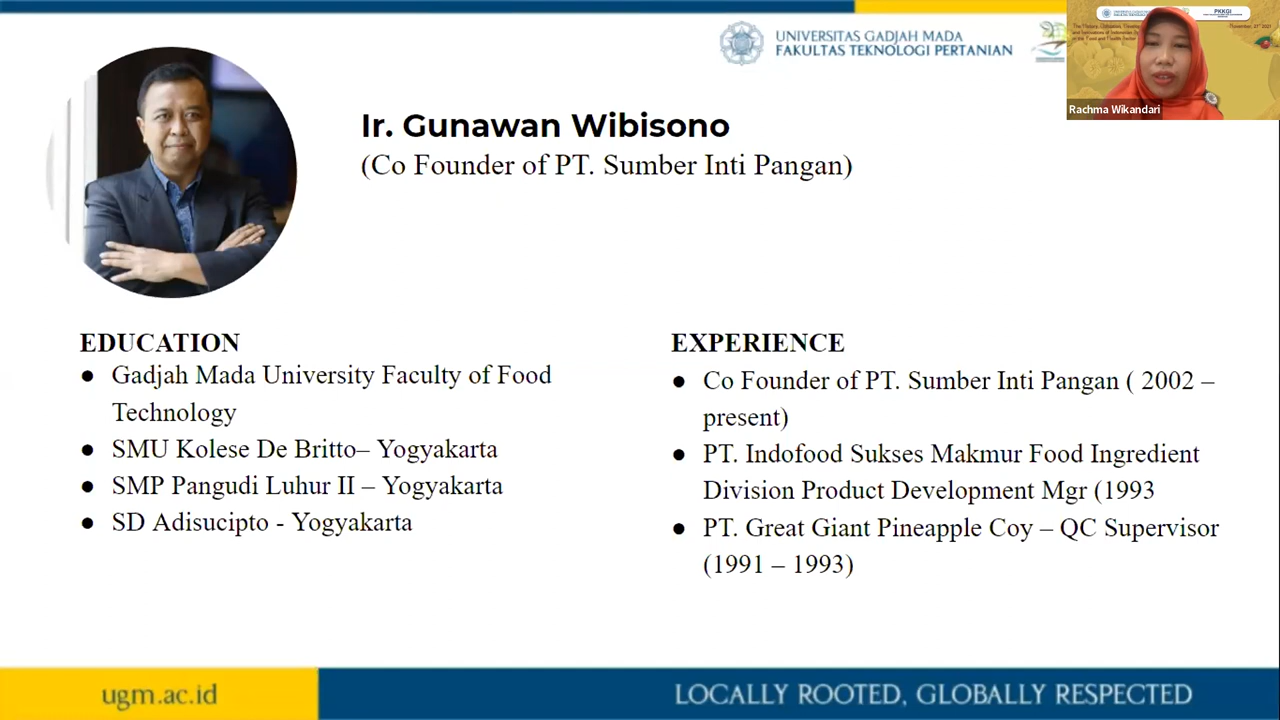 UNIVERSITAS GADJAH MADA
FAKULTAS TEKNOLOGI PERTANIAN
PKKGI
Rachma Wikandari
Ir. Gunawan Wibisono
(Co Founder of PT. Sumber Inti Pangan)
EDUCATION
● Gadjah Mada University Faculty of Food
Technology
● SMU Kolese De Britto– Yogyakarta
● SMP Pangudi Luhur II – Yogyakarta
● SD Adisucipto - Yogyakarta
EXPERIENCE
● Co Founder of PT. Sumber Inti Pangan ( 2002 –
present)
● PT. Indofood Sukses Makmur Food Ingredient
Division Product Development Mgr (1993
● PT. Great Giant Pineapple Coy – QC Supervisor
(1991 – 1993)
ugm.ac.id
LOCALLY ROOTED, GLOBALLY RESPECTED